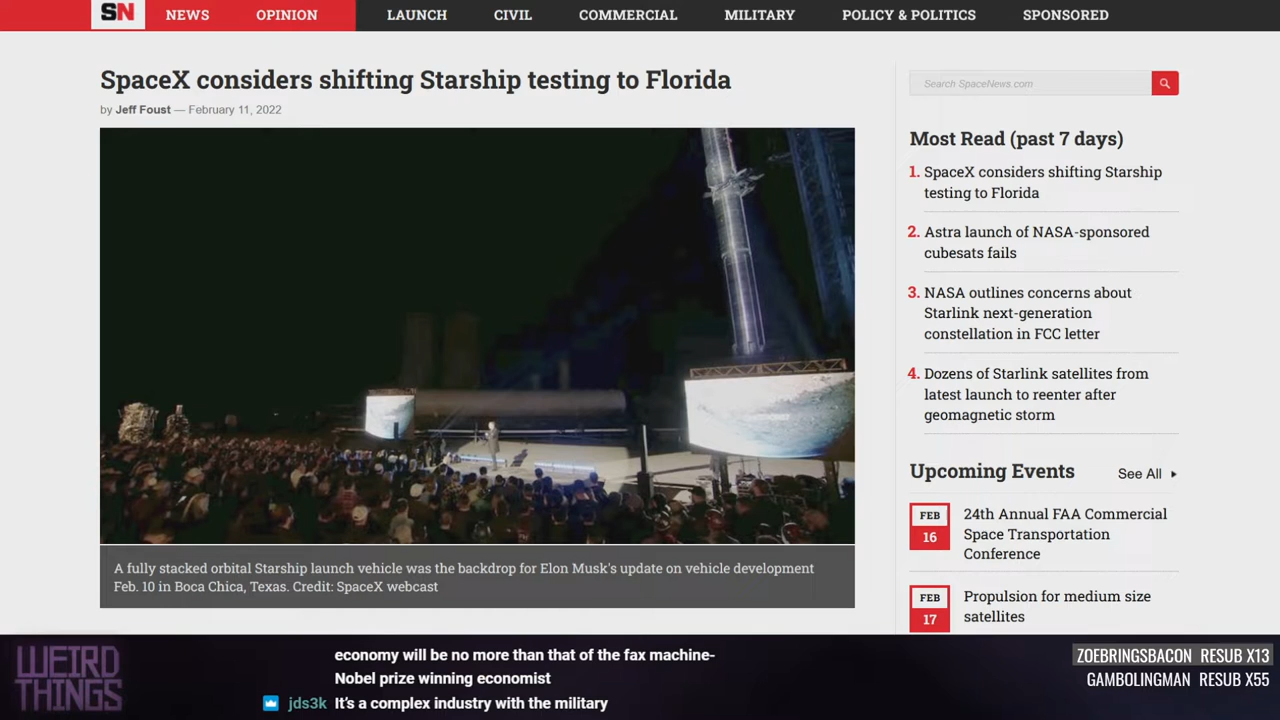 SN NEWS OPINION LAUNCH CIVIL COMMERCIAL MILITARY POLICY & POLITICS SPONSORED
SpaceX considers shifting Starship testing to Florida
by Jeff Foust — February 11, 2022
A fully stacked orbital Starship launch vehicle was the backdrop for Elon Musk's update on vehicle development
Feb. 10 in Boca Chica, Texas. Credit: SpaceX webcast
Search SpaceNews.com
Most Read (past 7 days)
1. SpaceX considers shifting Starship
testing to Florida
2. Astra launch of NASA-sponsored
cubesats fails
3. NASA outlines concerns about
Starlink next-generation
constellation in FCC letter
4. Dozens of Starlink satellites from
latest launch to reenter after
geomagnetic storm
Upcoming Events See All
FEB
16
24th Annual FAA Commercial
Space Transportation
Conference
FEB
17
Propulsion for medium size
satellites
WEIRD
THINGS
economy will be no more than that of the fax machine-
Nobel prize winning economist
jds3k It's a complex industry with the military
ZOEBRINGSBACON RESUB X13
GAMBOLINGMAN RESUB X55